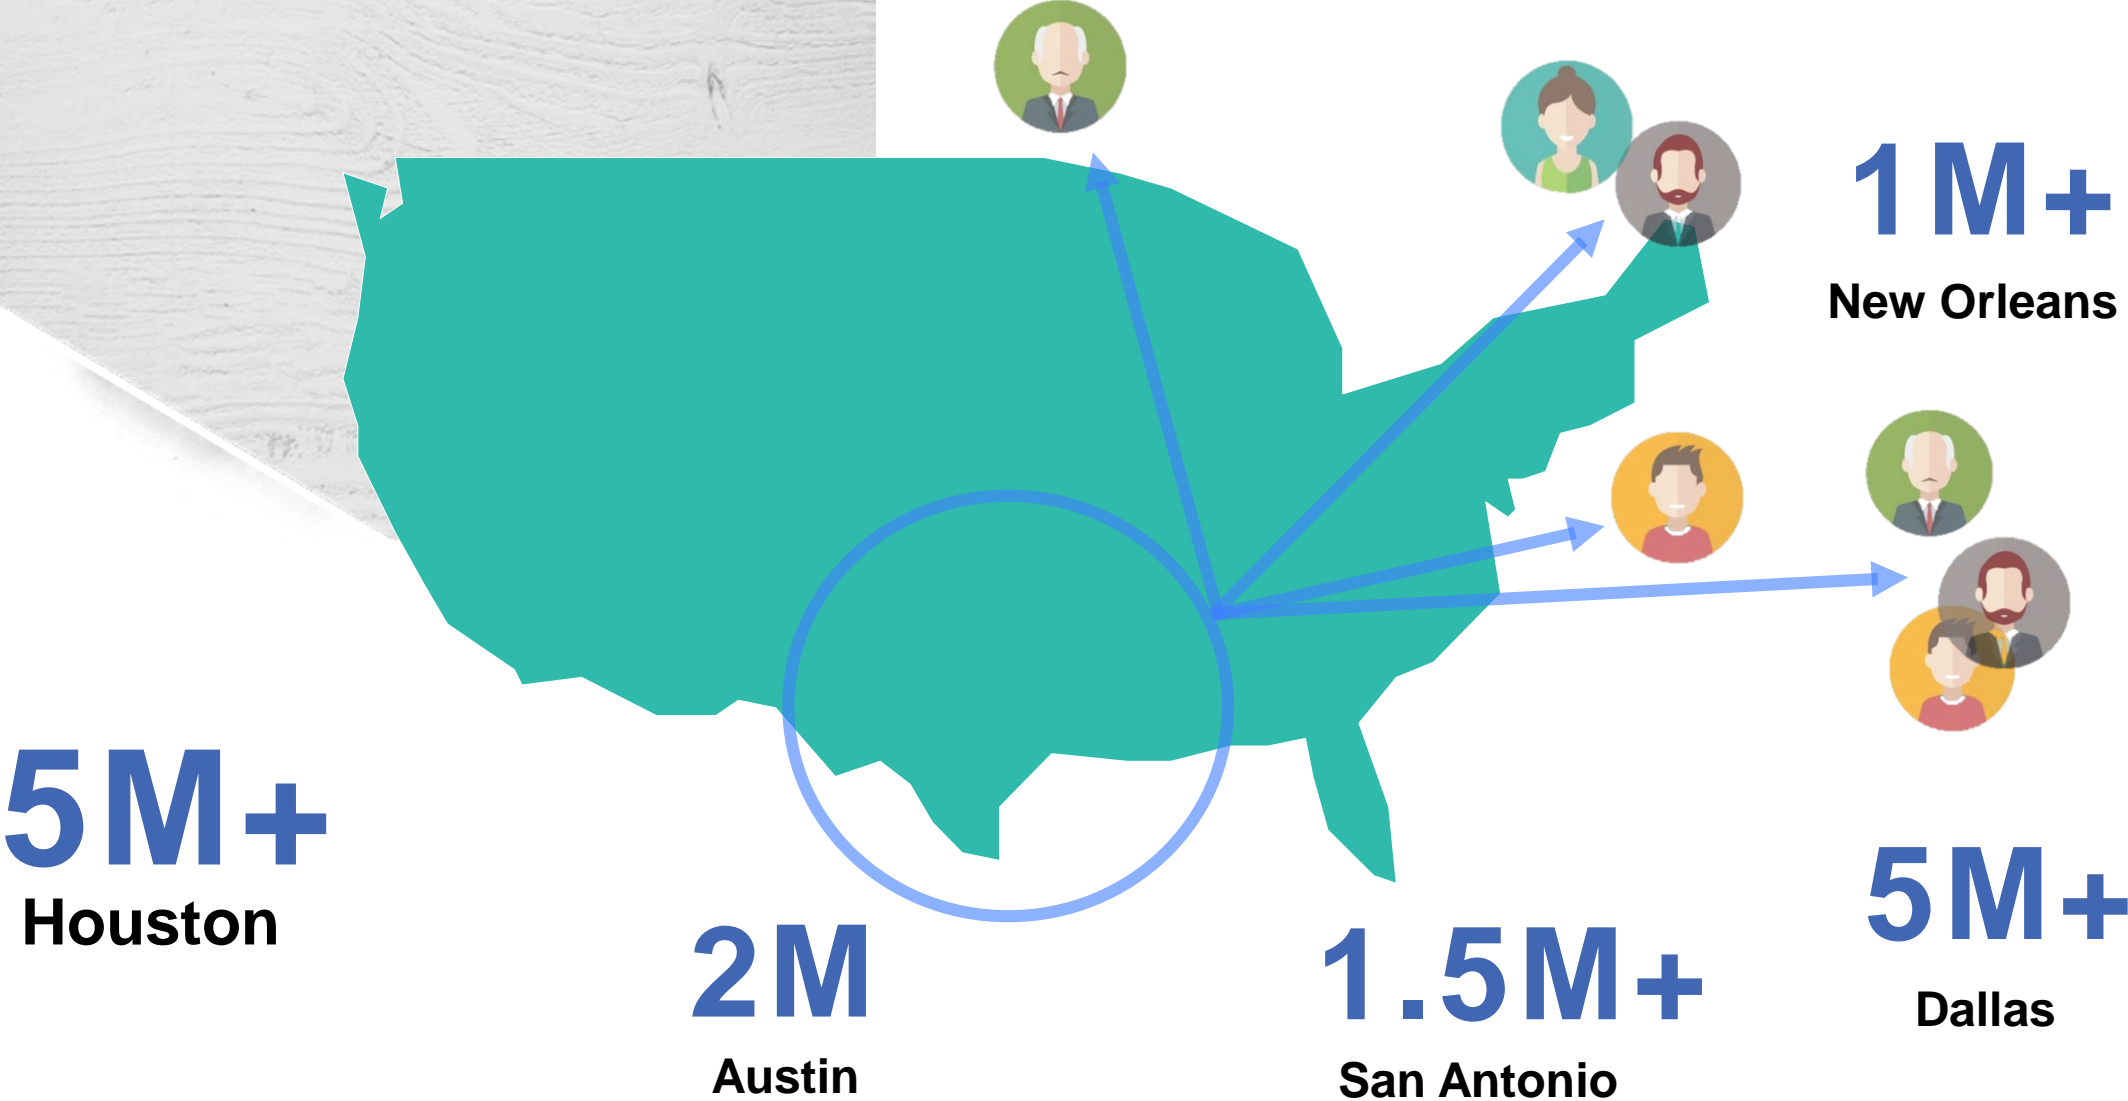 1M+
New Orleans
5M+
Houston
2M
Austin
1.5M+
San Antonio
5M+
Dallas